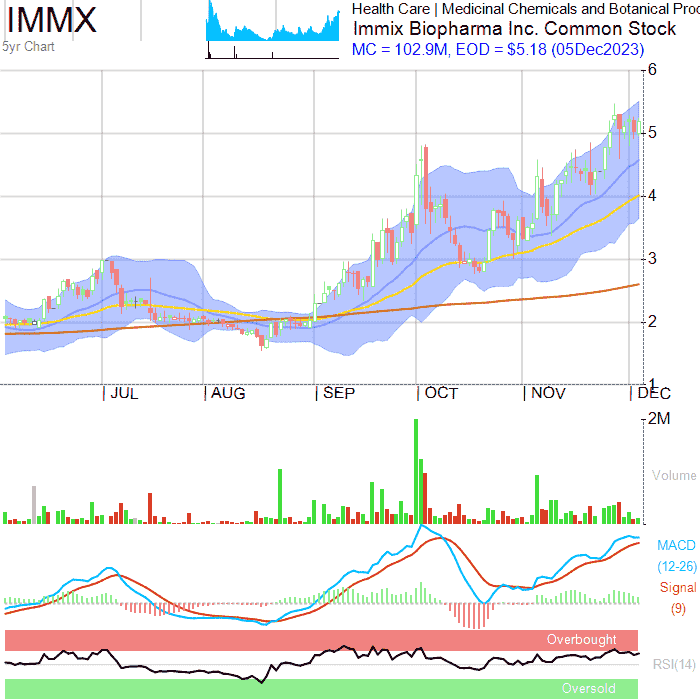 IMMX
5yr Chart
Health Care | Medicinal Chemicals and Botanical Pro
Immix Biopharma Inc. Common Stock
MC = 102.9M, EOD = $5.18 (05Dec2023)
6
5
4
3
2
1
JUL AUG SEP OCT NOV DEC
2M
Volume
MACD
(12-26)
Signal
(9)
Overbought
RSI(14)
Oversold